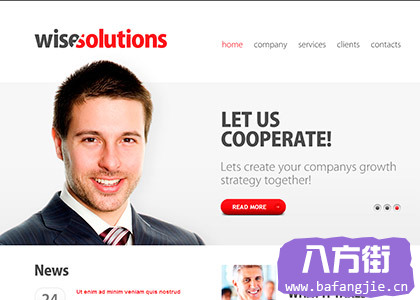 wisesolutions
home company services clients contacts
LET US
COOPERATE!
Lets create your companys growth
strategy together!
READ MORE
News
24
Ut enim ad minim veniam quis nostrud
八方街
www.bafangjie.cn